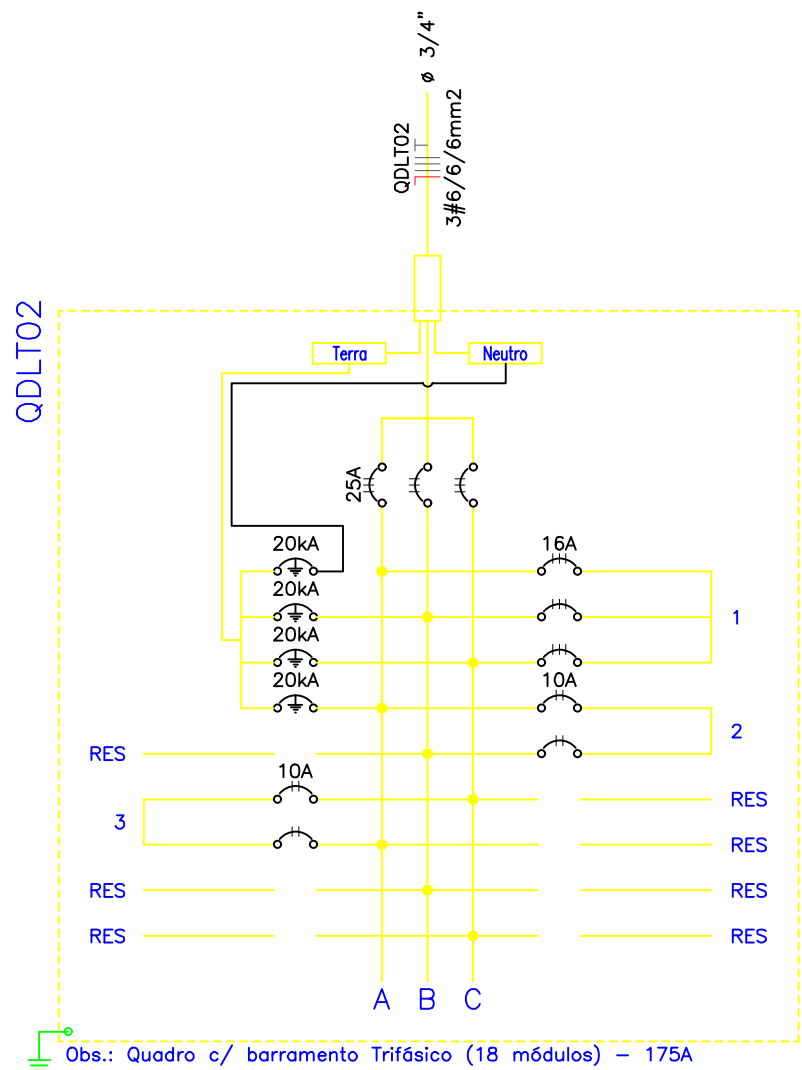 ø 3/4"
QDLT02
3#6/6/6mm2
QDLT02
Terra
Neutro
25A
20kA
16A
20kA
20kA
1
20kA
10A
2
RES
10A
RES
3
RES
RES
RES
RES
RES
A B C
Obs.: Quadro c/ barramento Trifásico (18 módulos) - 175A